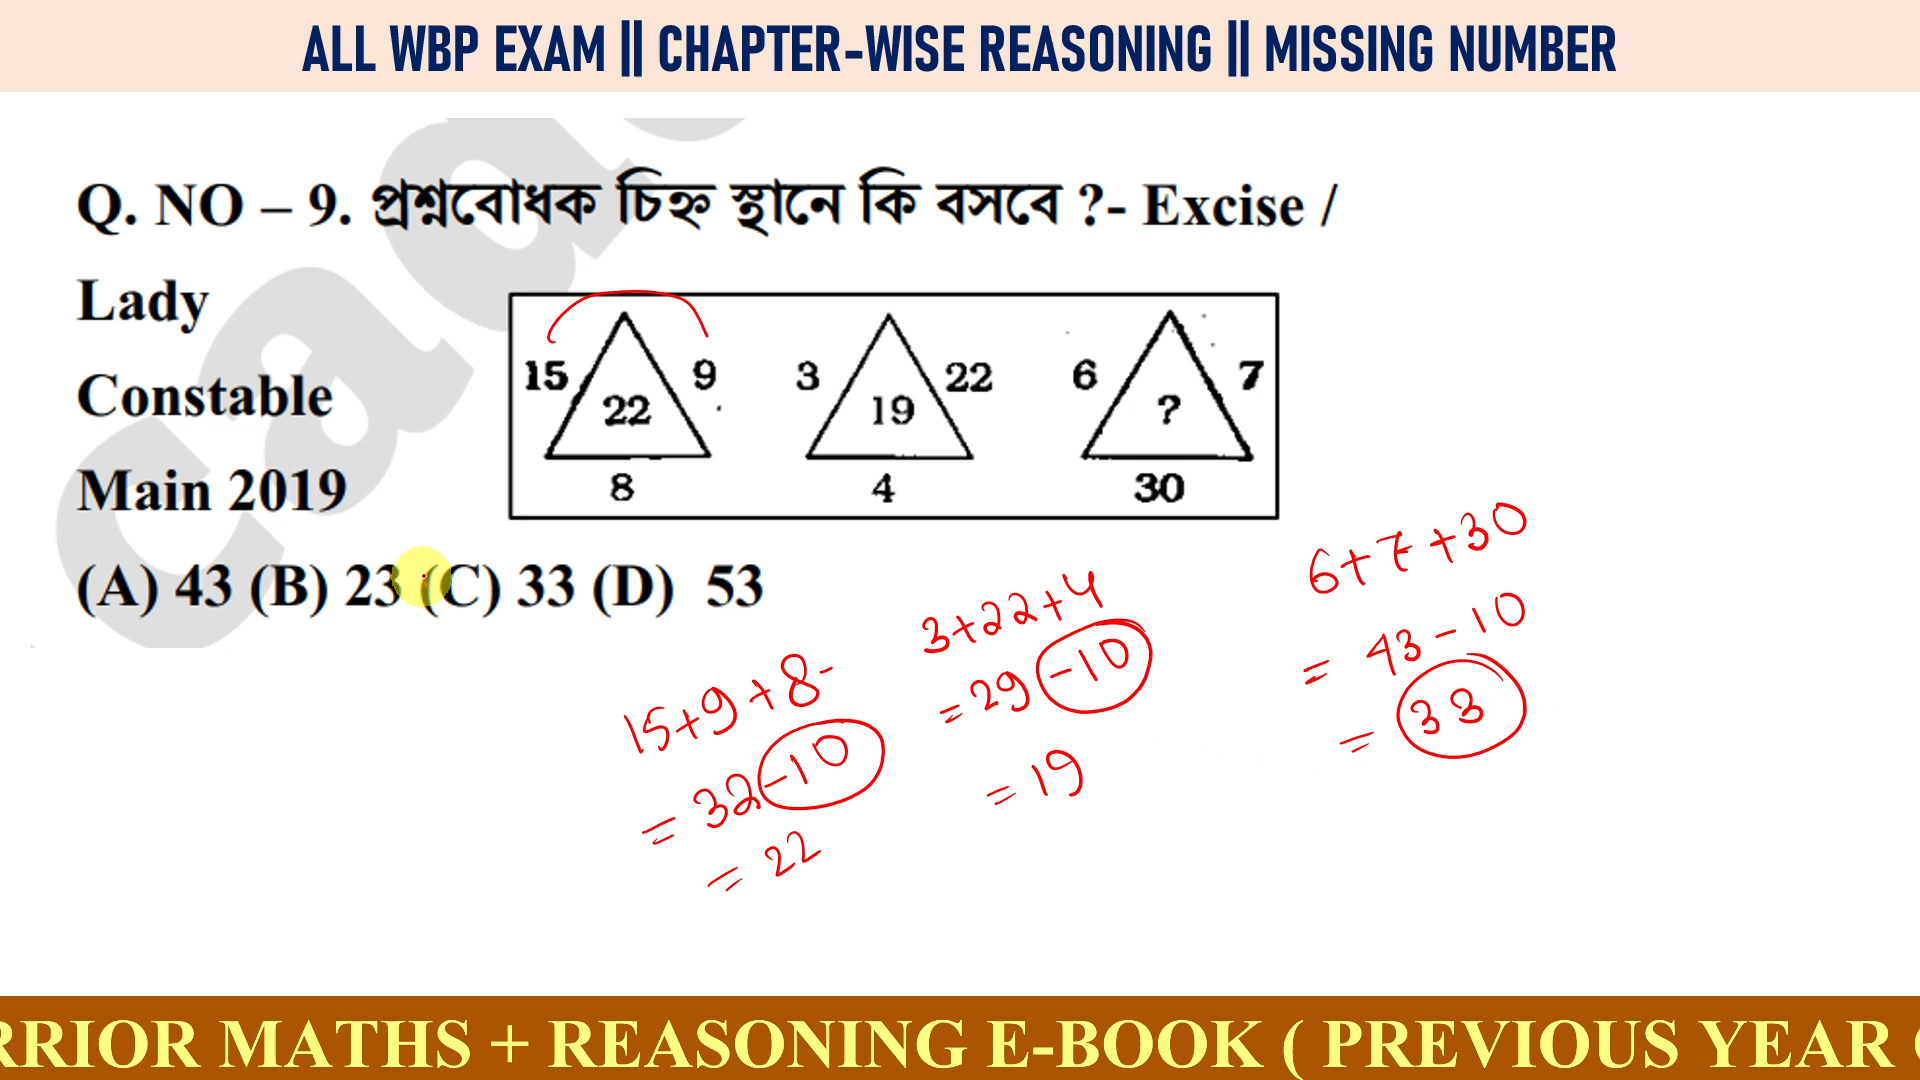 ALL WBP EXAM || CHAPTER-WISE REASONING || MISSING NUMBER
Q. NO – 9. প্রশ্নবোধক চিহ্ন স্থানে কি বসবে ?- Excise /
Lady
Constable
Main 2019
15 9 3 22 6 7
22 19 ?
8 4 30
(A) 43 (B) 23 (C) 33 (D) 53
15+9+8-
= 32-10
= 22
3+22+4
= 29-10
= 19
6+7+30
= 43-10
= 33
RRIOR MATHS + REASONING E-BOOK ( PREVIOUS YEAR